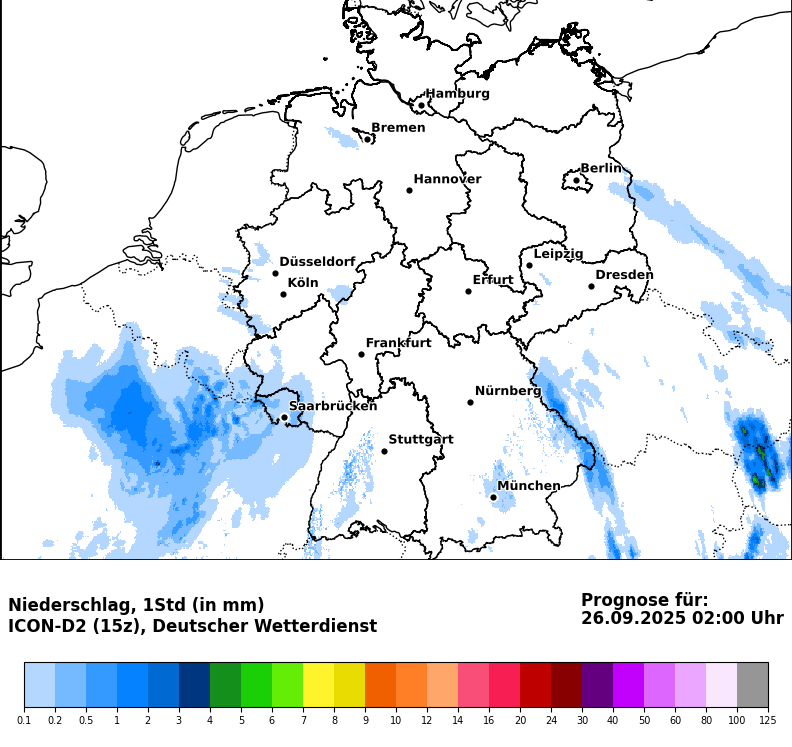 Hamburg
Bremen
Berlin
Hannover
Leipzig
Düsseldorf
Dresden
Köln
Erfurt
Frankfurt
Nürnberg
Saarbrücken
Stuttgart
München
Niederschlag, 1Std (in mm)
ICON-D2 (15z), Deutscher Wetterdienst
Prognose für:
26.09.2025 02:00 Uhr
0.1 0.2 0.5 1 2 3 4 5 6 7 8 9 10 12 14 16 20 24 30 40 50 60 80 100 125